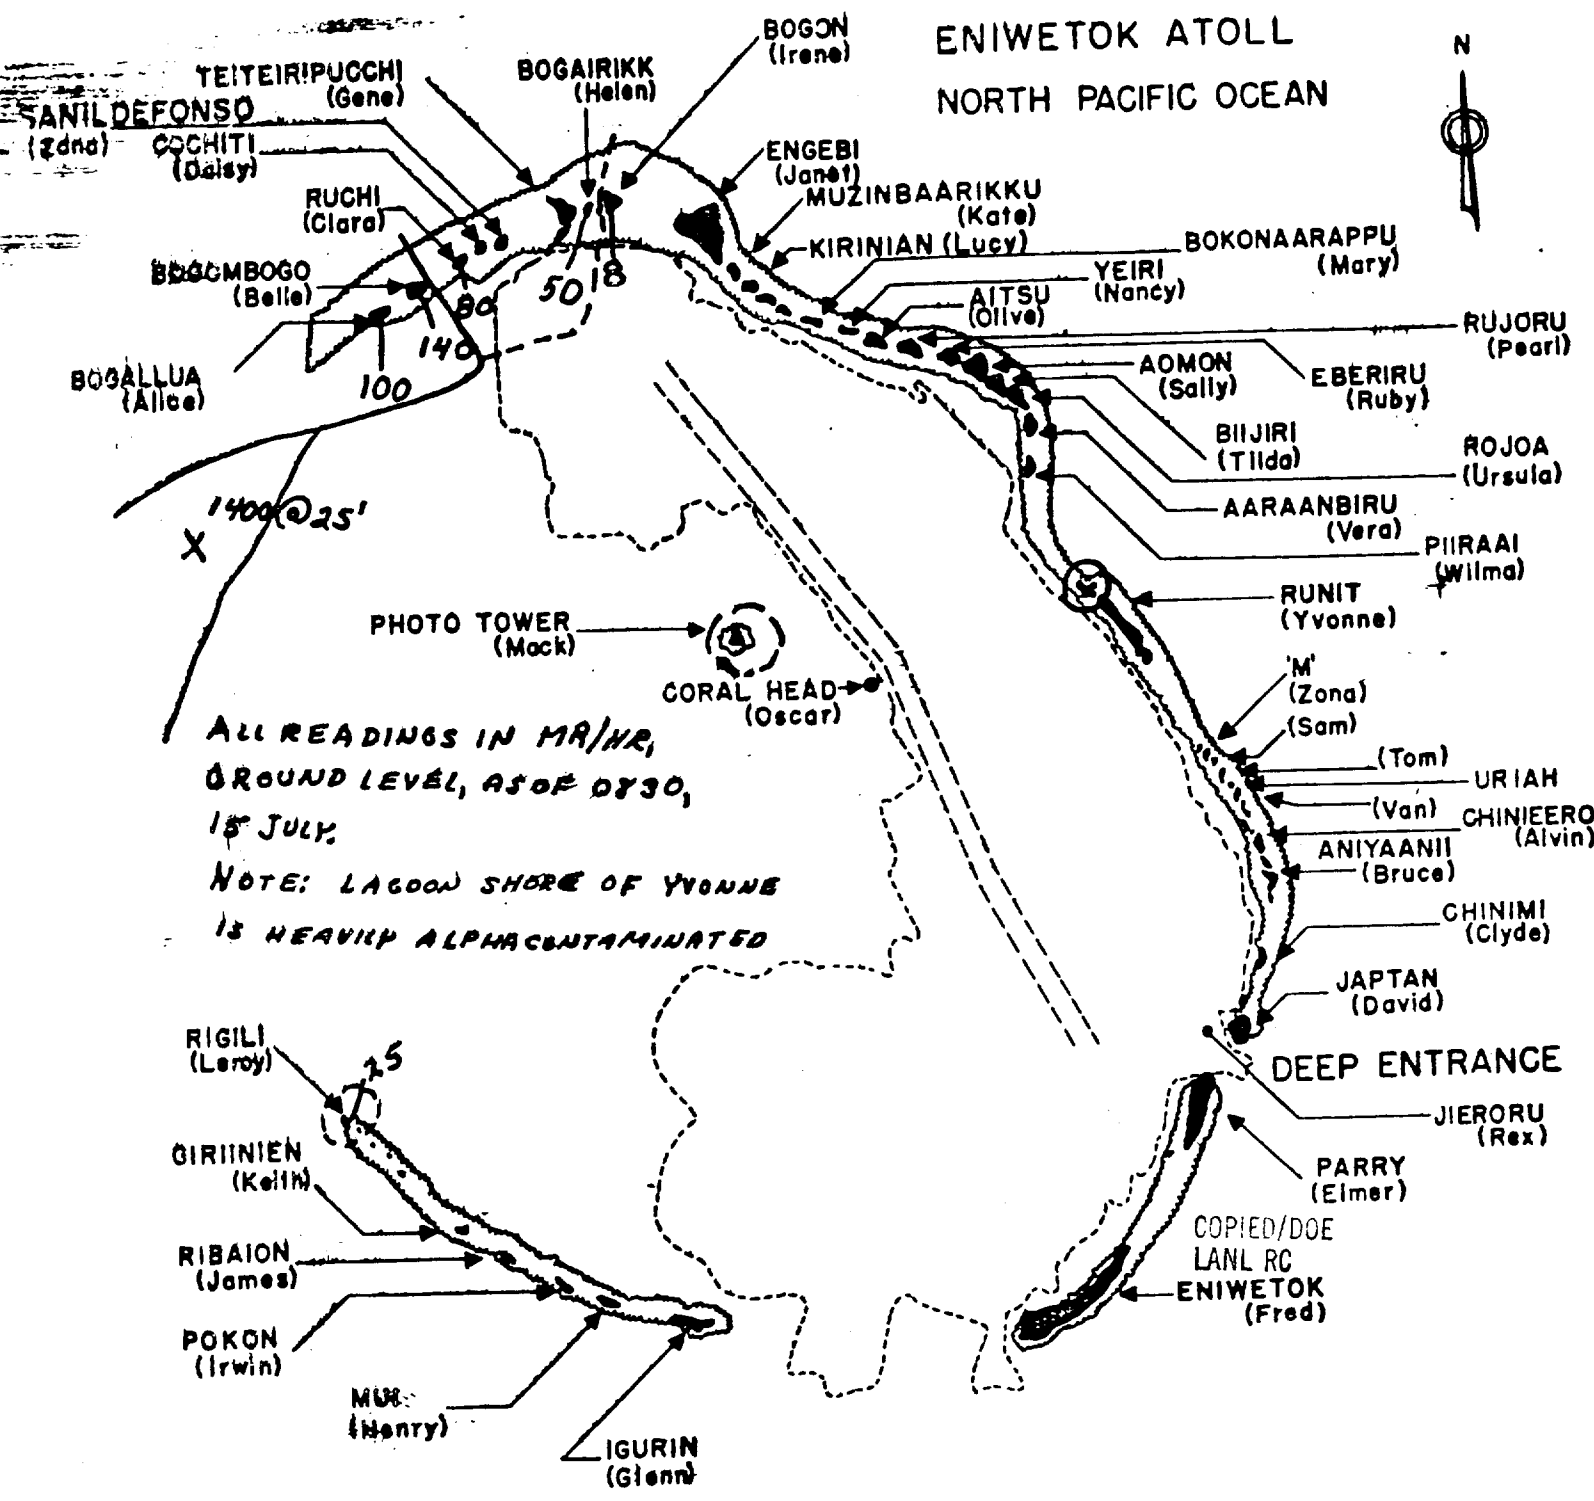 ENIWETOK ATOLL
NORTH PACIFIC OCEAN
N
BOGON
(Irene)
BOGAIRIKK
(Helen)
TEITEIRIPUCCHI
(Gene)
SANILDEFONSO
(Edna)
COCHITI
(Daisy)
RUCHI
(Clara)
BOGOMBOGO
(Belle)
BOGALLUA
(Alice)
ENGEBI
(Janet)
MUZINBAARIKKU
(Kate)
KIRINIAN (Lucy)
BOKONAARAPPU
(Mary)
YEIRI
(Nancy)
AITSU
(Olive)
RUJORU
(Pearl)
EBERIRU
(Ruby)
AOMON
(Sally)
BIIJIRI
(Tilda)
ROJOA
(Ursula)
AARAANBIRU
(Vera)
PIIRAAI
(Wilma)
RUNIT
(Yvonne)
50
18
80
140
100
1400@25'
X
PHOTO TOWER
(Mack)
CORAL HEAD
(Oscar)
'M'
(Zona)
(Sam)
(Tom)
URIAH
(Van)
CHINIEERO
(Alvin)
ANIYAANII
(Bruce)
CHINIMI
(Clyde)
JAPTAN
(David)
DEEP ENTRANCE
JIERORU
(Rex)
PARRY
(Elmer)
COPIED/DOE
LANL RC
ENIWETOK
(Fred)
ALL READINGS IN MR/HR,
GROUND LEVEL, AS OF 0830,
15 JULY.
NOTE: LAGOON SHORE OF YVONNE
IS HEAVILY ALPHA CONTAMINATED
RIGILI
(Leroy)
25
GIRIINIEN
(Keith)
RIBAION
(James)
POKON
(Irwin)
(Henry)
IGURIN
(Glenn)